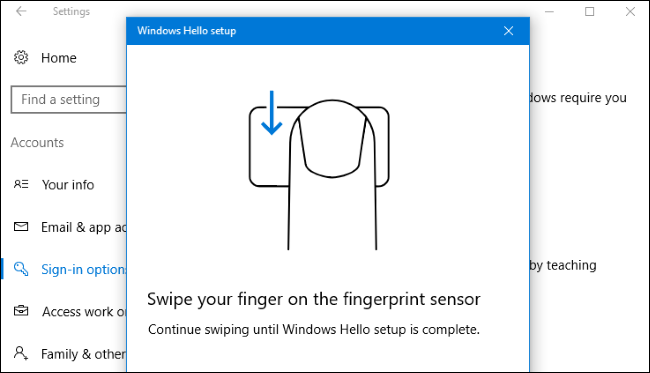 Settings
Windows Hello setup
Home
Find a setting
dows require you
Accounts
Your info
Email & app ac
Sign-in options
by teaching
Access work or
Family & other
Swipe your finger on the fingerprint sensor
Continue swiping until Windows Hello setup is complete.